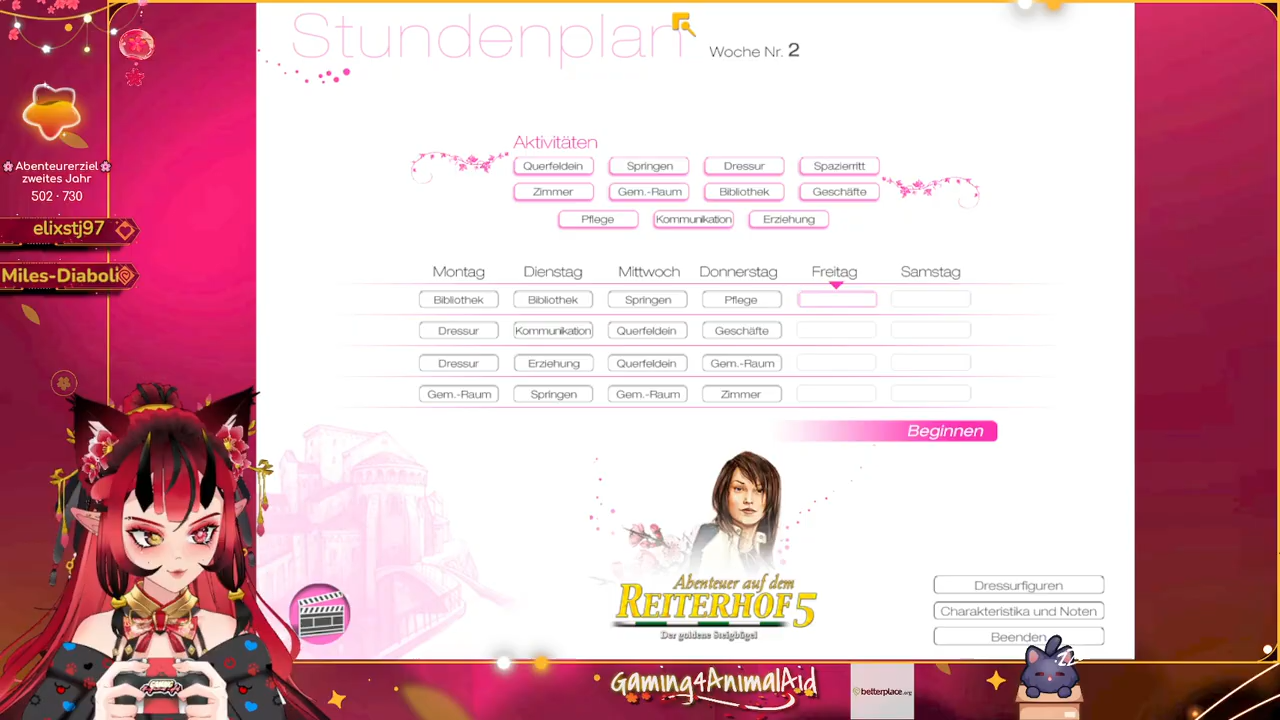 Stundenplan
Woche Nr. 2
🌸 Abenteurerziel 🌸
zweites Jahr
502 · 730
elixstj97
Miles-Diaboli
Aktivitäten
Querfeldein Springen Dressur Spazierritt
Zimmer Gem.-Raum Bibliothek Geschäfte
Pflege Kommunikation Erziehung
Montag Dienstag Mittwoch Donnerstag Freitag Samstag
Bibliothek Bibliothek Springen Pflege
Dressur Kommunikation Querfeldein Geschäfte
Dressur Erziehung Querfeldein Gem.-Raum
Gem.-Raum Springen Gem.-Raum Zimmer
Beginnen
Abenteuer auf dem
REITERHOF 5
Der goldene Steigbügel
Dressurfiguren
Charakteristika und Noten
Beenden
zz
Gaming4AnimalAid
betterplace.org